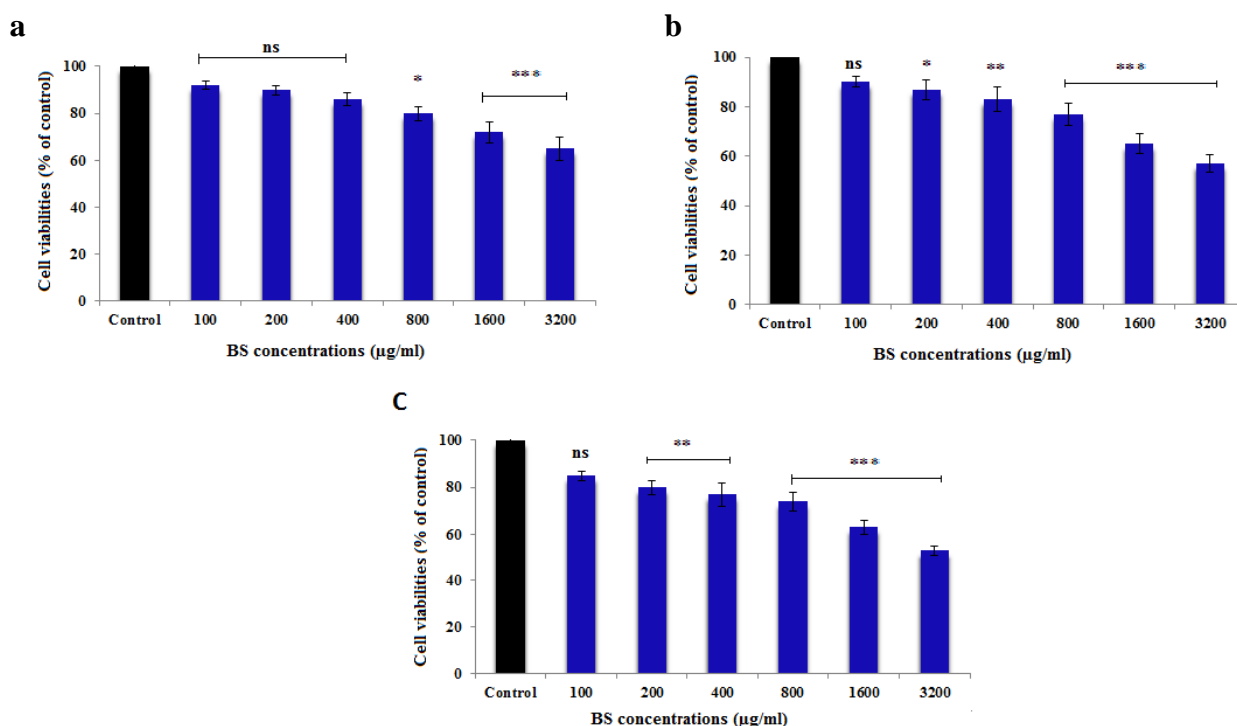 a
ns
*
***
Cell viabilities (% of control)
100
80
60
40
20
0
Control 100 200 400 800 1600 3200
BS concentrations (µg/ml)
b
ns
*
**
***
Cell viabilities (% of control)
100
80
60
40
20
0
Control 100 200 400 800 1600 3200
BS concentrations (µg/ml)
C
ns
**
***
Cell viabilities (% of control)
100
80
60
40
20
0
Control 100 200 400 800 1600 3200
BS concentrations (µg/ml)